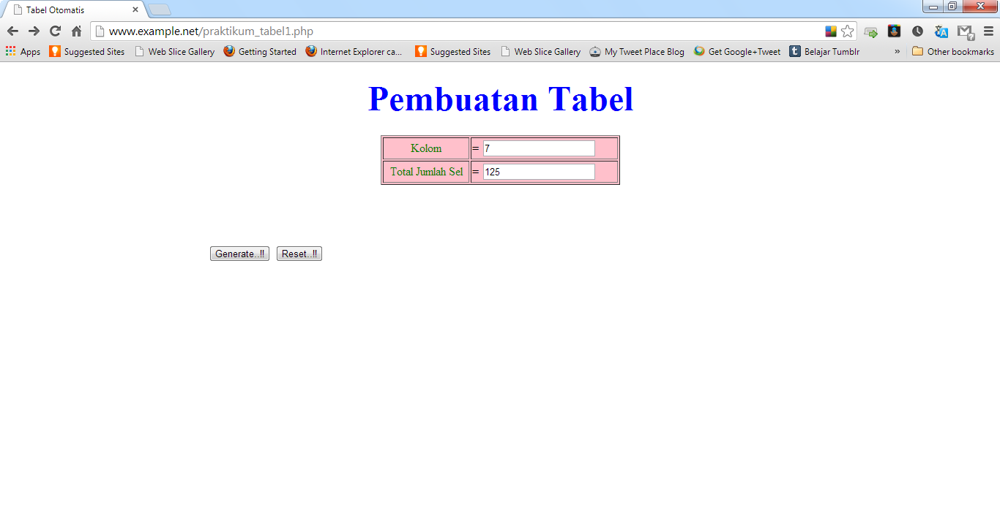 Tabel Otomatis
www.example.net/praktikum_tabel1.php
Apps Suggested Sites Web Slice Gallery Getting Started Internet Explorer ca... Suggested Sites Web Slice Gallery My Tweet Place Blog Get Google+Tweet t Belajar Tumblr » Other bookmarks
Pembuatan Tabel
Kolom = 7
Total Jumlah Sel = 125
Generate..!! Reset..!!